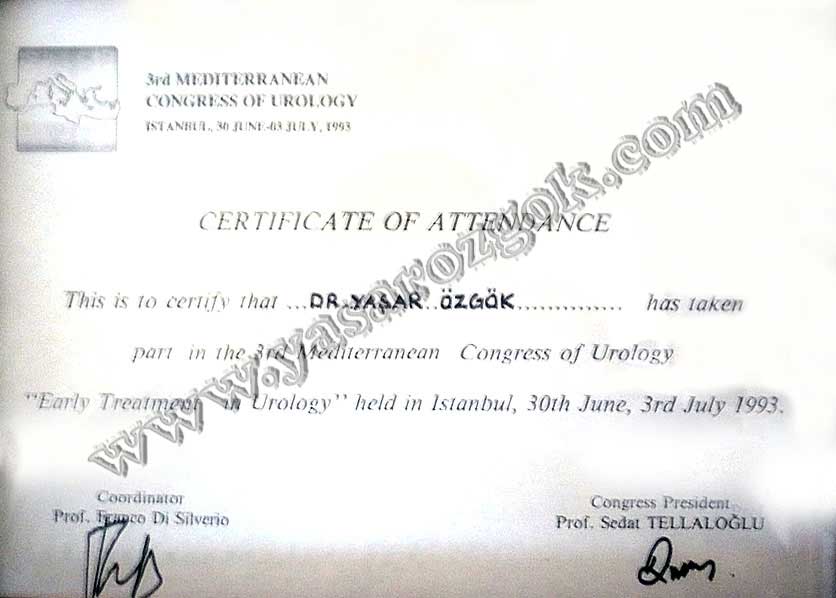 3rd MEDITERRANEAN
CONGRESS OF UROLOGY
ISTANBUL, 30 JUNE-03 JULY, 1993
CERTIFICATE OF ATTENDANCE
This is to certify that ...DR.YAŞAR..ÖZGÖK............... has taken
part in the 3rd Mediterranean Congress of Urology
"Early Treatment in Urology" held in Istanbul, 30th June, 3rd July 1993.
Coordinator
Prof. Franco Di Silverio
Congress President
Prof. Sedat TELLALOĞLU
www.yasarozgok.com